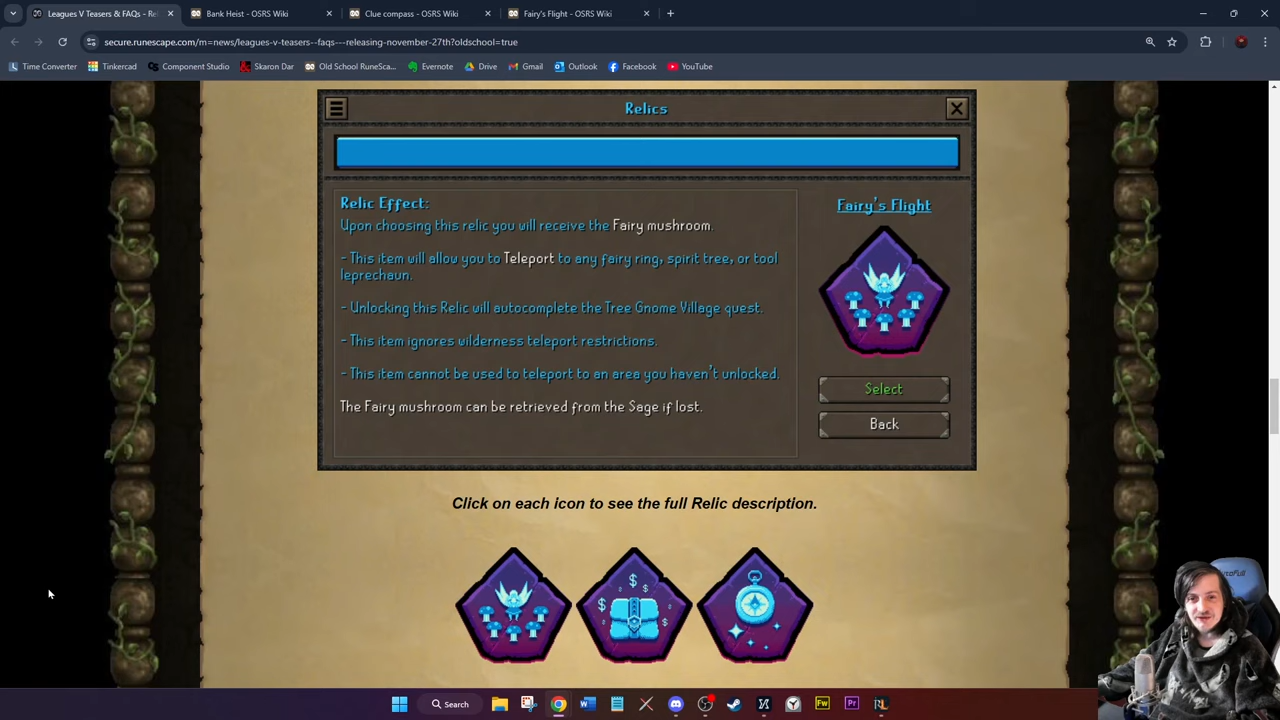 Leagues V Teasers & FAQs - Rel
Bank Heist - OSRS Wiki
Clue compass - OSRS Wiki
Fairy's Flight - OSRS Wiki
secure.runescape.com/m=news/leagues-v-teasers--faqs---releasing-november-27th?oldschool=true
Time Converter
Tinkercad
Component Studio
Skaron Dar
Old School RuneSca...
Evernote
Drive
Gmail
Outlook
Facebook
YouTube
Relics
Relic Effect:
Upon choosing this relic you will receive the Fairy mushroom.
- This item will allow you to Teleport to any fairy ring, spirit tree, or tool
leprechaun.
- Unlocking this Relic will autocomplete the Tree Gnome Village quest.
- This item ignores wilderness teleport restrictions.
- This item cannot be used to teleport to an area you haven't unlocked.
The Fairy mushroom can be retrieved from the Sage if lost.
Fairy's Flight
Select
Back
Click on each icon to see the full Relic description.
$
$
$
$
$
Search
Fw
Pr
AutoFull